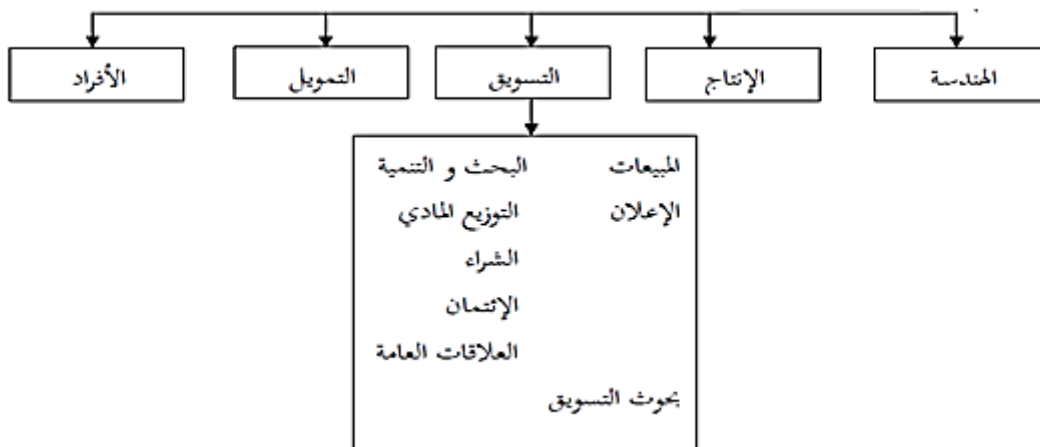 الهندسة
الإنتاج
التسويق
التمويل
الأفراد
المبيعات البحث و التنمية
الإعلان التوزيع المادي
الشراء
الإئتمان
العلاقات العامة
بحوث التسويق